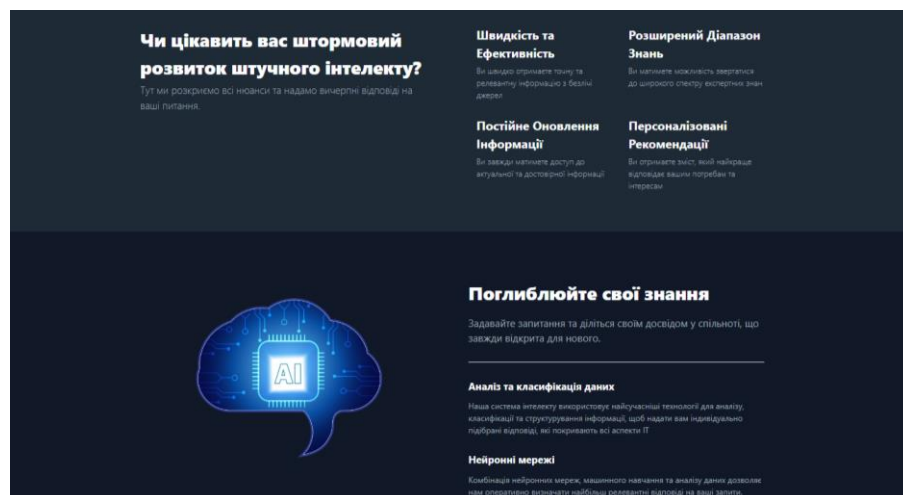 Чи цікавить вас штормовий
розвиток штучного інтелекту?
Тут ми розкриємо всі нюанси та надамо вичерпні відповіді на
ваші питання.
Швидкість та
Ефективність
Ви швидко отримаєте точну та
релевантну інформацію з безлічі
джерел
Розширений Діапазон
Знань
Ви матимете можливість звертатися
до широкого спектру експертних знан
Постійне Оновлення
Інформації
Ви завжди матимете доступ до
актуальної та достовірної інформації
Персоналізовані
Рекомендації
Ви отримаєте зміст, який найкраще
відповідає вашим потребам та
інтересам
AI
Поглиблюйте свої знання
Задавайте запитання та діліться своїм досвідом у спільноті, що
завжди відкрита для нового.
Аналіз та класифікація даних
Наша система інтелекту використовує найсучасніші технології для аналізу,
класифікації та структурування інформації, щоб надати вам індивідуально
підібрані відповіді, які покривають всі аспекти ІТ
Нейронні мережі
Комбінація нейронних мереж, машинного навчання та аналізу даних дозволяє
нам оперативно визначати найбільш релевантні відповіді на ваші запити.